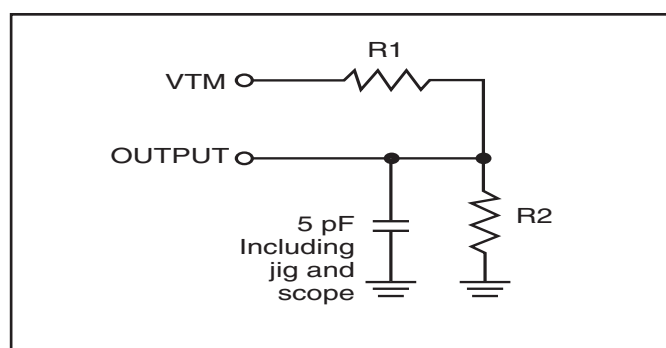 R1
VTM
OUTPUT
R2
5 pF
Including
jig and
scope